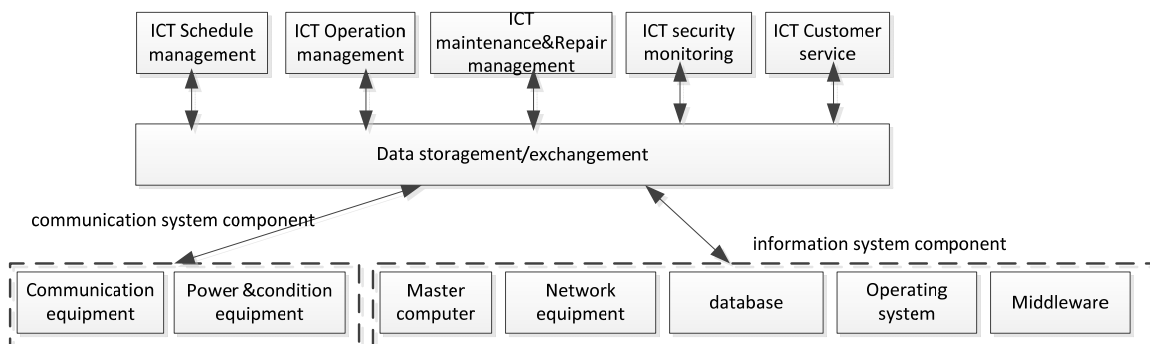 ICT Schedule
management
ICT Operation
management
ICT
maintenance&Repair
management
ICT security
monitoring
ICT Customer
service
Data storagement/exchangement
communication system component
information system component
Communication
equipment
Power &condition
equipment
Master
computer
Network
equipment
database
Operating
system
Middleware